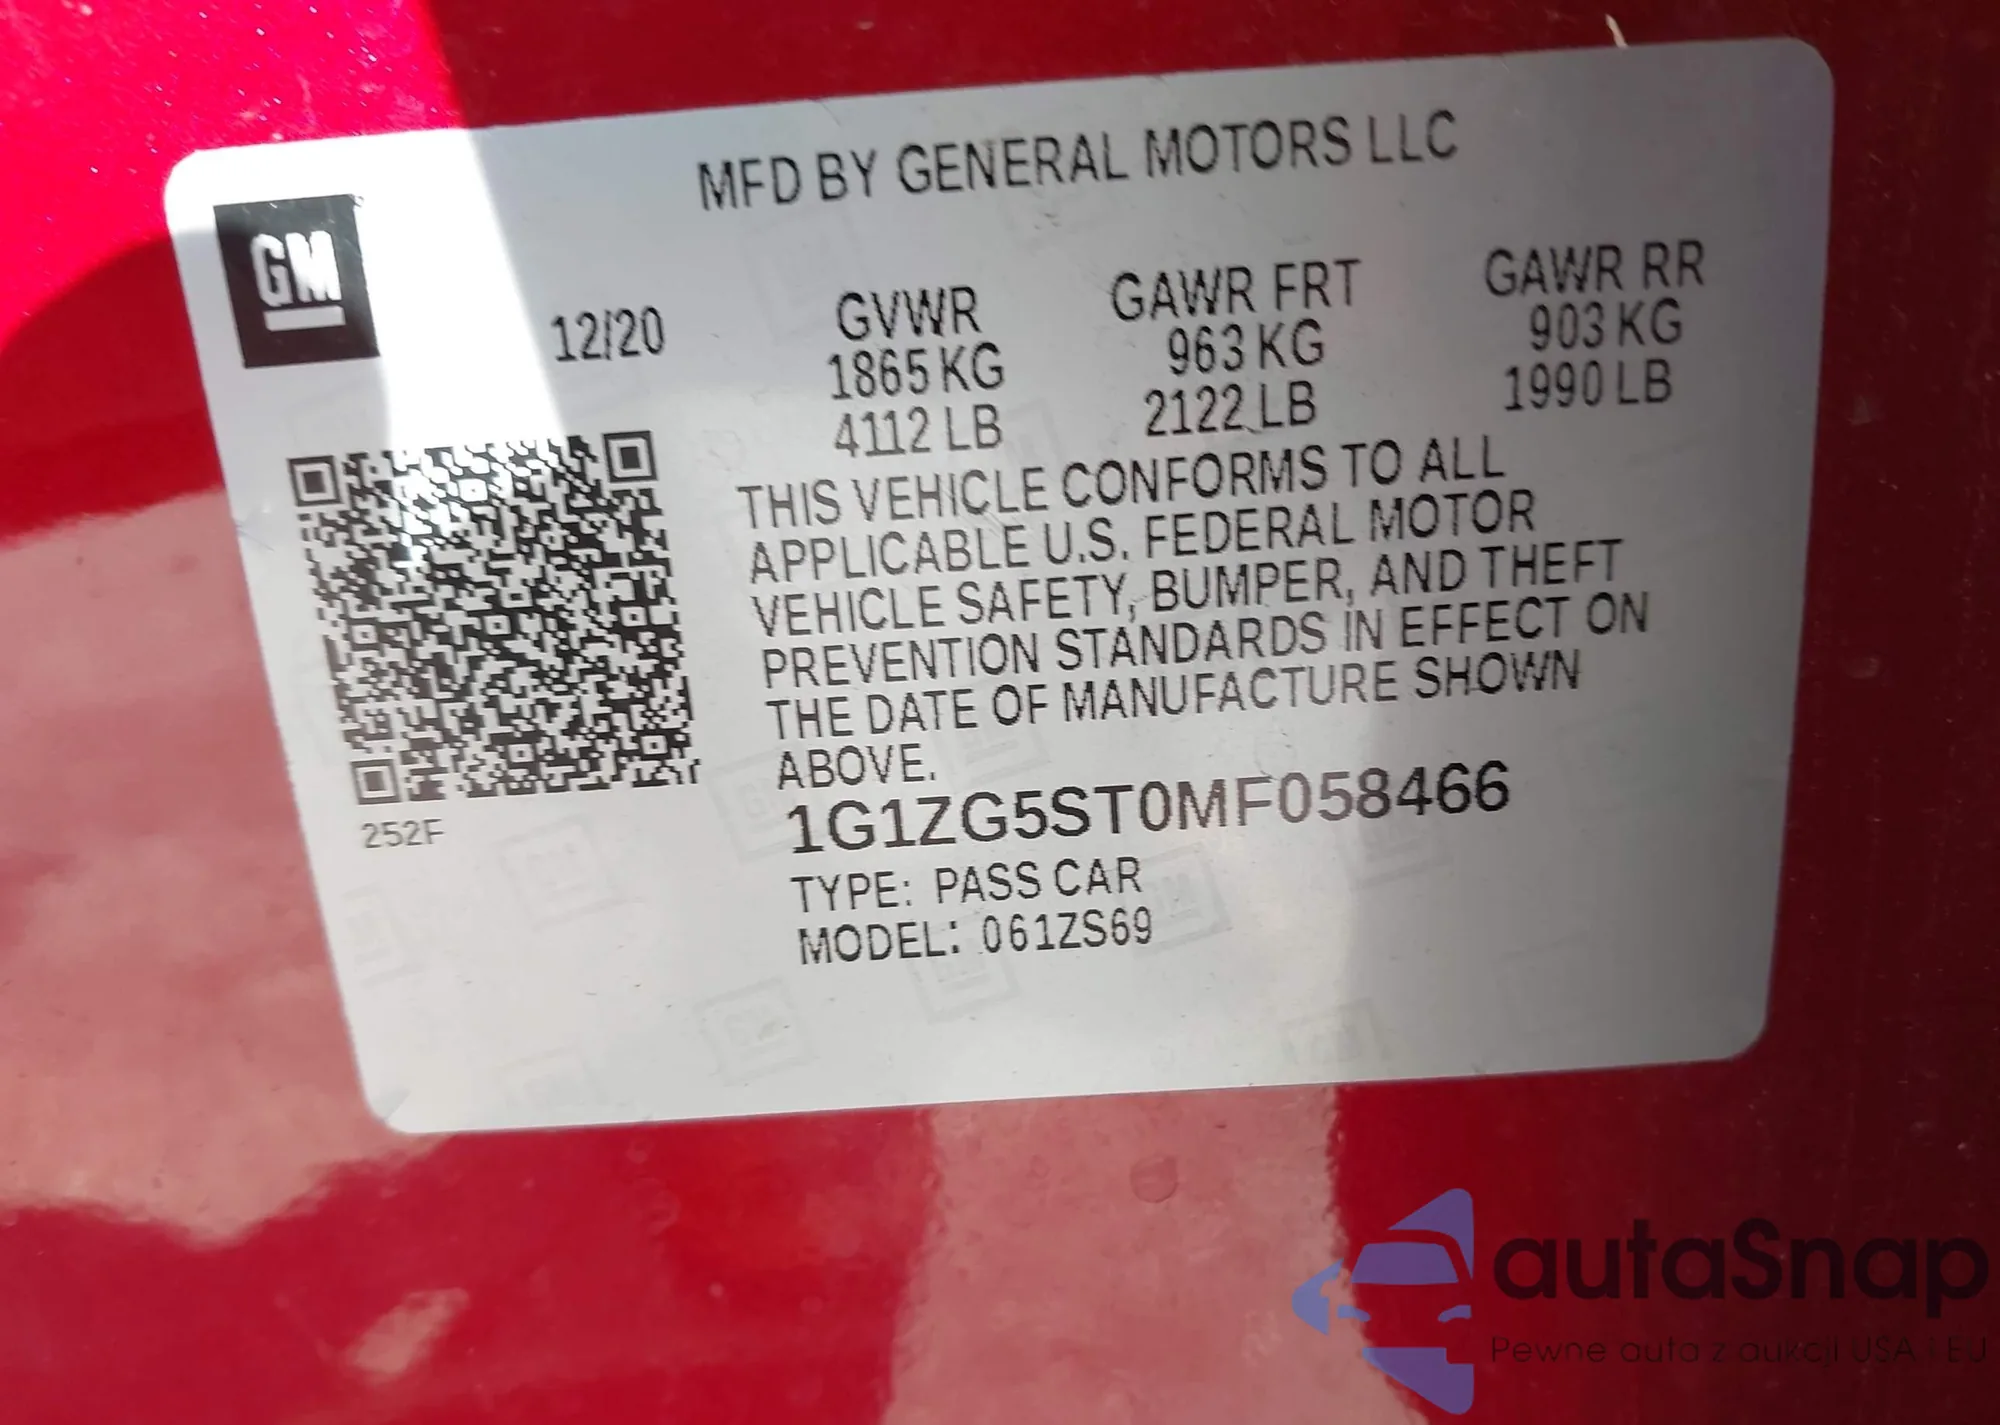 MFD BY GENERAL MOTORS LLC
GM
12/20
GVWR
1865 KG
4112 LB
GAWR FRT
963 KG
2122 LB
GAWR RR
903 KG
1990 LB
THIS VEHICLE CONFORMS TO ALL
APPLICABLE U.S. FEDERAL MOTOR
VEHICLE SAFETY, BUMPER, AND THEFT
PREVENTION STANDARDS IN EFFECT ON
THE DATE OF MANUFACTURE SHOWN
ABOVE.
1G1ZG5ST0MF058466
TYPE: PASS CAR
MODEL: 061ZS69
252F
autaSnap
Pewne auta z aukcji USA i EU